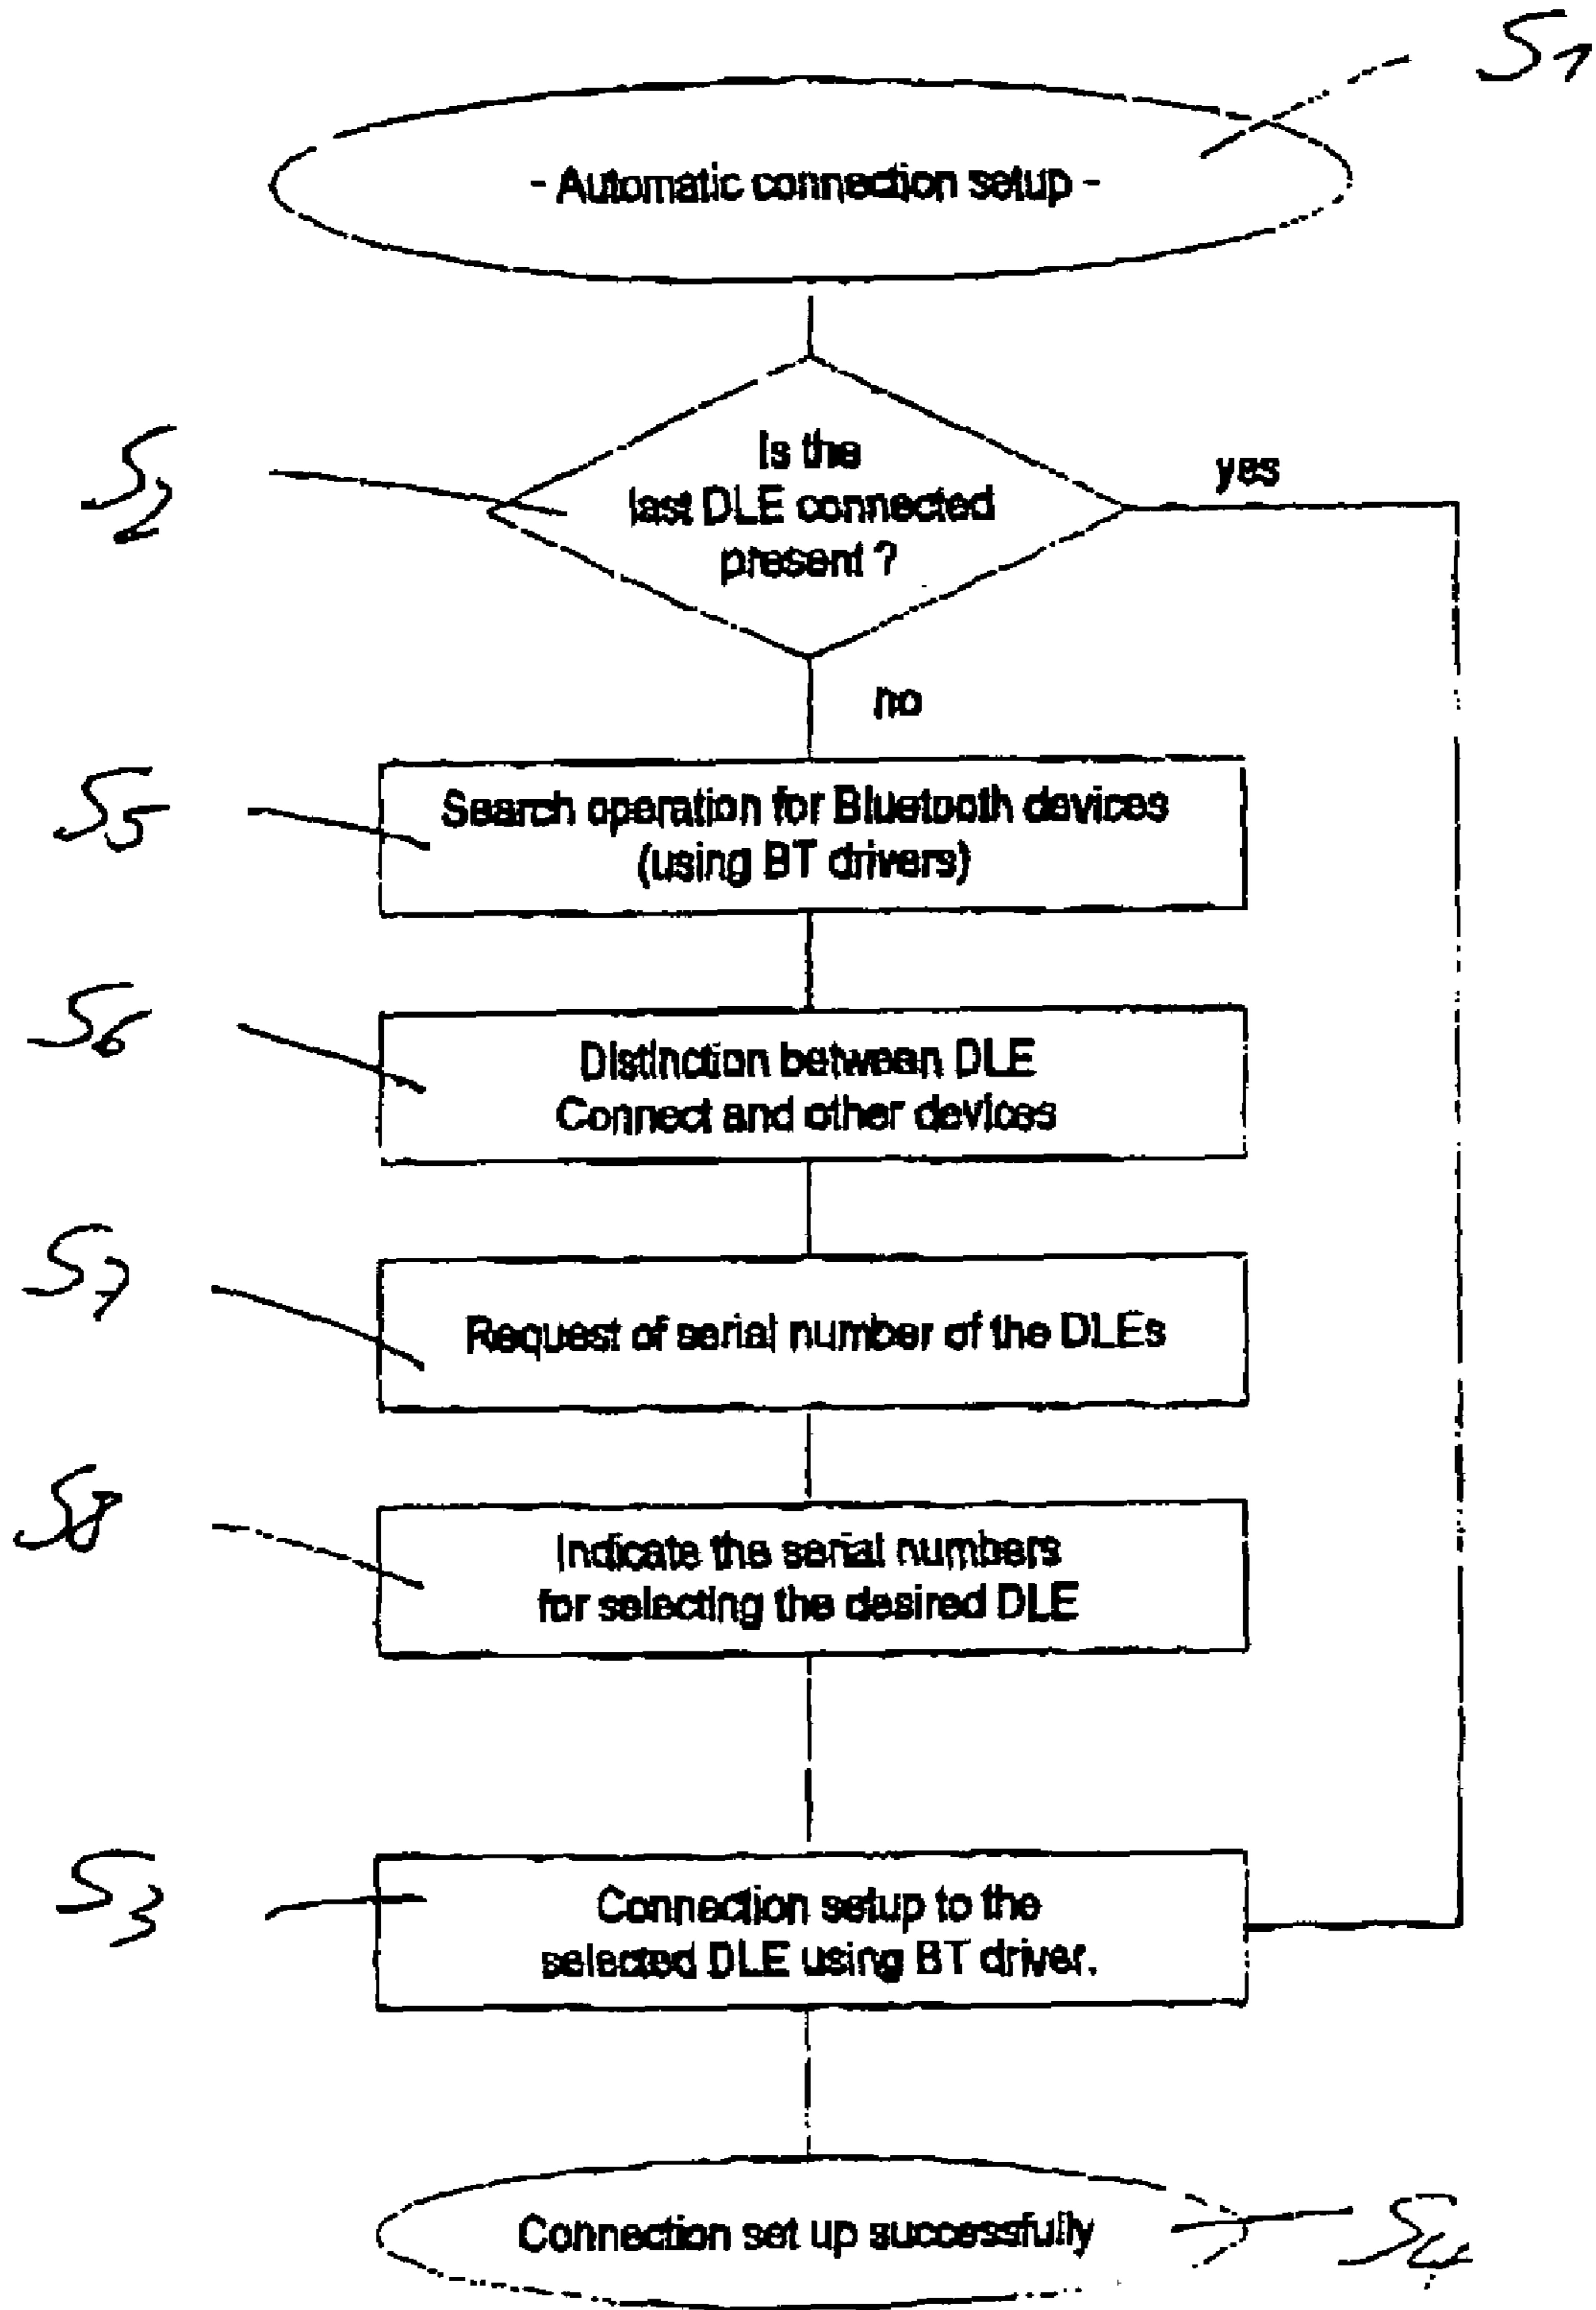 S1
- Automatic connection setup -
S2
Is the
last DLE connected
present ?
yes
no
S5
Search operation for Bluetooth devices
(using BT drivers)
S6
Distinction between DLE
Connect and other devices
S7
Request of serial number of the DLEs
S8
Indicate the serial numbers
for selecting the desired DLE
S3
Connection setup to the
selected DLE using BT driver.
Connection set up successfully
S4